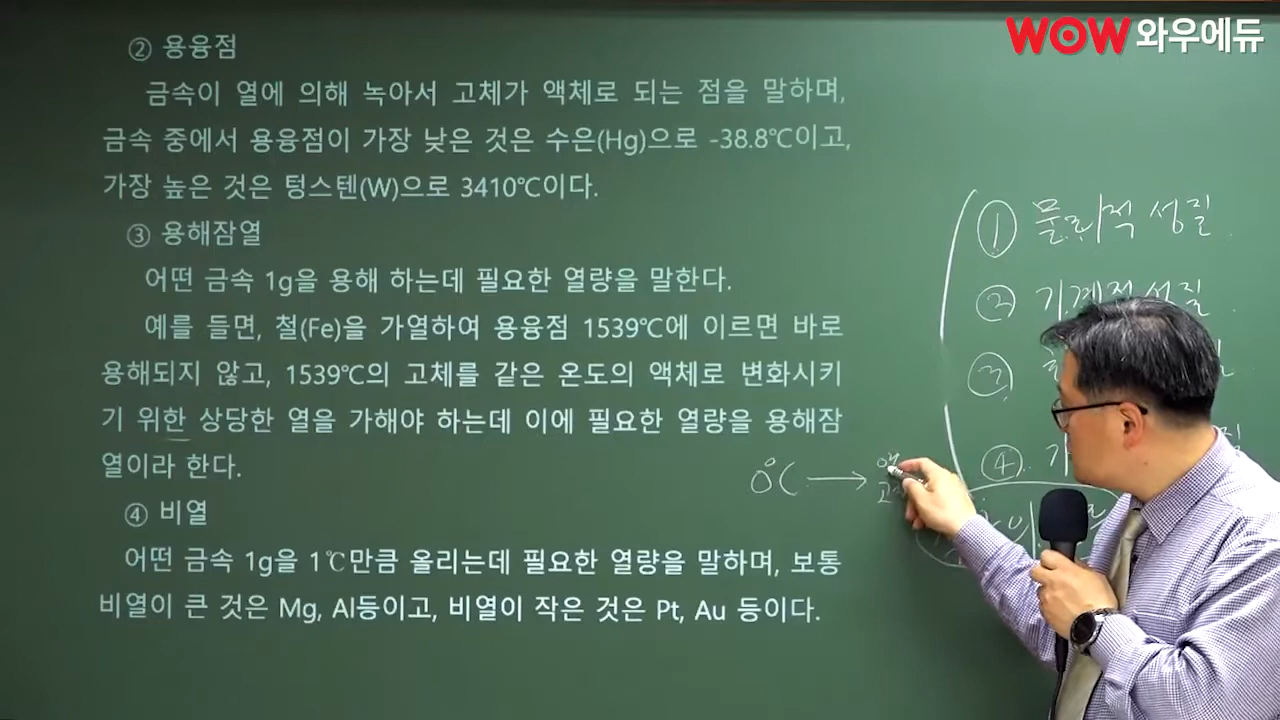 WOW 와우에듀
② 용융점
금속이 열에 의해 녹아서 고체가 액체로 되는 점을 말하며,
금속 중에서 용융점이 가장 낮은 것은 수은(Hg)으로 -38.8℃이고,
가장 높은 것은 텅스텐(W)으로 3410℃이다.
③ 용해잠열
어떤 금속 1g을 용해 하는데 필요한 열량을 말한다.
예를 들면, 철(Fe)을 가열하여 용융점 1539℃에 이르면 바로
용해되지 않고, 1539℃의 고체를 같은 온도의 액체로 변화시키
기 위한 상당한 열을 가해야 하는데 이에 필요한 열량을 용해잠
열이라 한다.
④ 비열
어떤 금속 1g을 1℃만큼 올리는데 필요한 열량을 말하며, 보통
비열이 큰 것은 Mg, Al등이고, 비열이 작은 것은 Pt, Au 등이다.
① 물리적 성질
② 기계적성질
③
④ 가
0℃ →